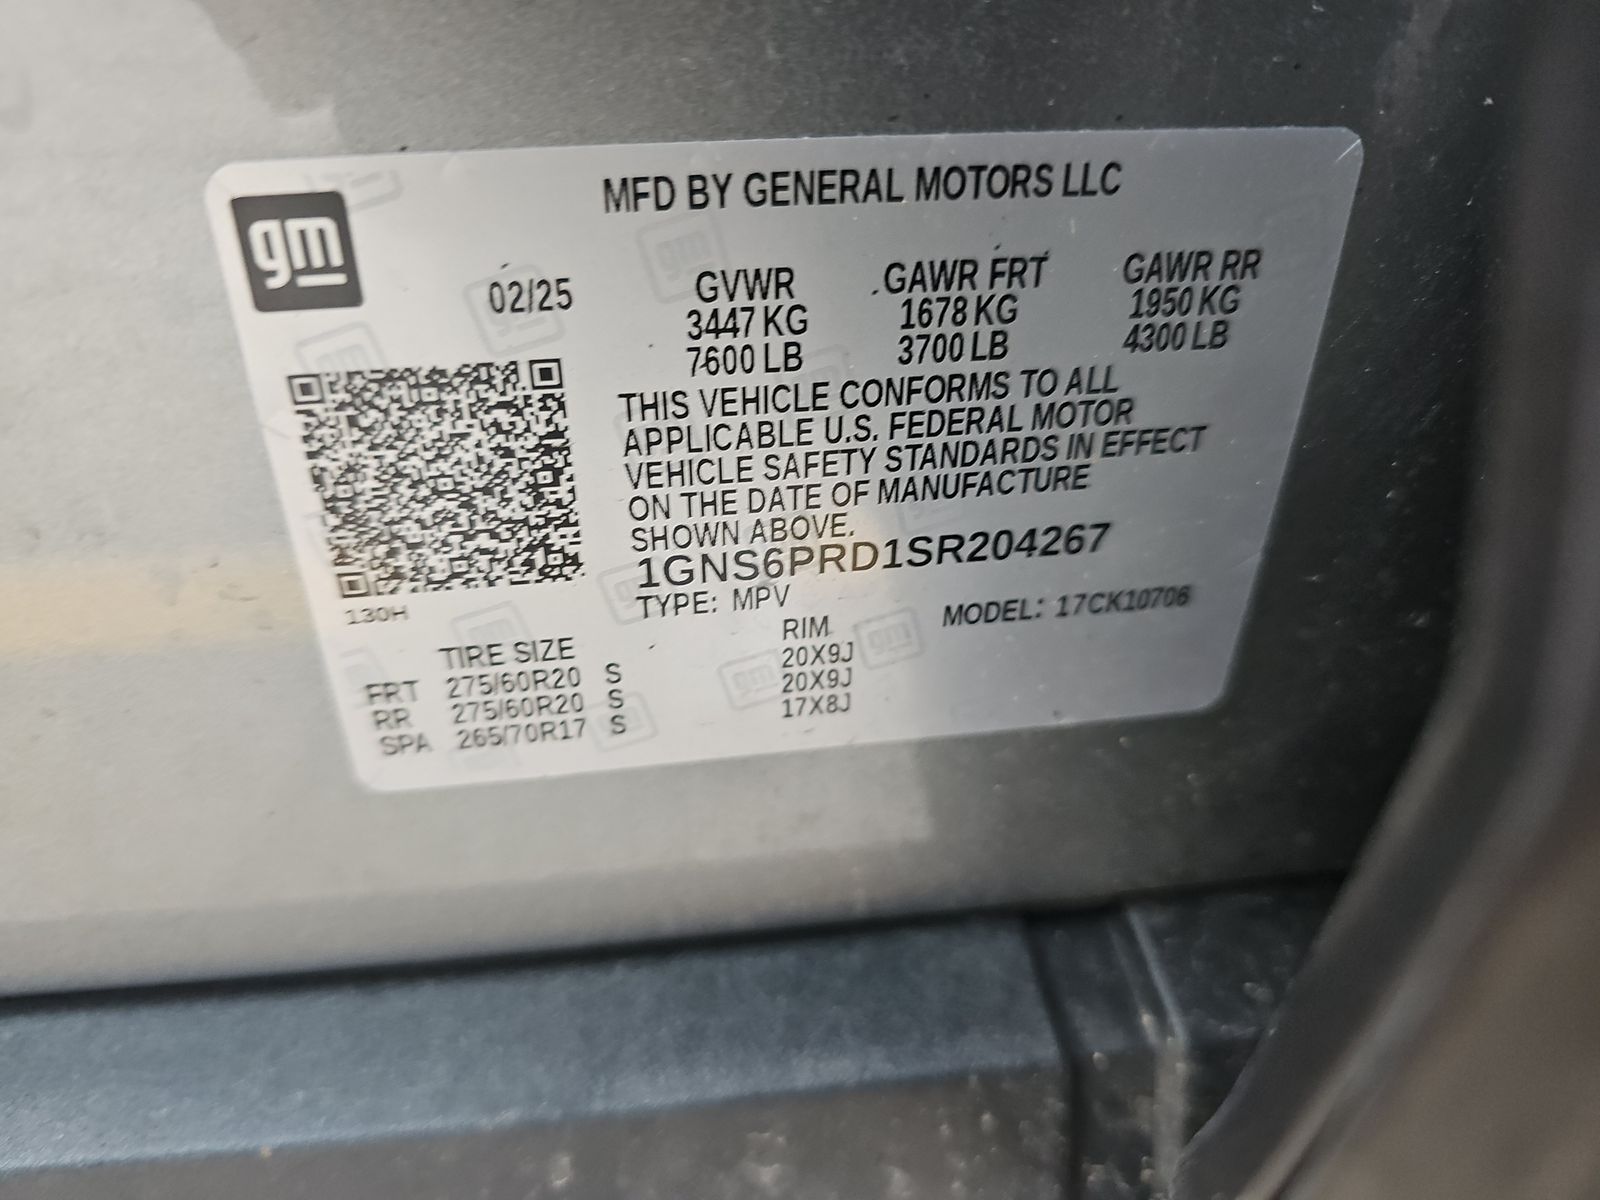 gm
MFD BY GENERAL MOTORS LLC
02/25
GVWR
3447 KG
7600 LB
GAWR FRT
1678 KG
3700 LB
GAWR RR
1950 KG
4300 LB
THIS VEHICLE CONFORMS TO ALL
APPLICABLE U.S. FEDERAL MOTOR
VEHICLE SAFETY STANDARDS IN EFFECT
ON THE DATE OF MANUFACTURE
SHOWN ABOVE.
1GNS6PRD1SR204267
TYPE: MPV MODEL: 17CK10706
130H
TIRE SIZE RIM
FRT 275/60R20 S 20X9J
RR 275/60R20 S 20X9J
SPA 265/70R17 S 17X8J